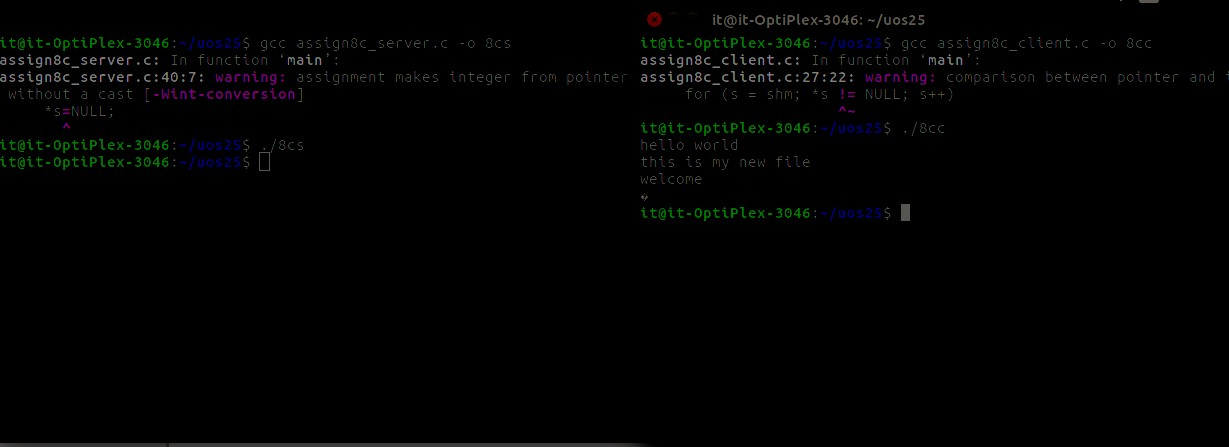 it@it-OptiPlex-3046:~/uos25$ gcc assign8c_server.c -o 8cs
assign8c_server.c: In function ‘main’:
assign8c_server.c:40:7: warning: assignment makes integer from pointer
without a cast [-Wint-conversion]
*s=NULL;
^
it@it-OptiPlex-3046:~/uos25$ ./8cs
it@it-OptiPlex-3046:~/uos25$
it@it-OptiPlex-3046: ~/uos25
it@it-OptiPlex-3046:~/uos25$ gcc assign8c_client.c -o 8cc
assign8c_client.c: In function ‘main’:
assign8c_client.c:27:22: warning: comparison between pointer and
for (s = shm; *s != NULL; s++)
^~
it@it-OptiPlex-3046:~/uos25$ ./8cc
hello world
this is my new file
welcome
�
it@it-OptiPlex-3046:~/uos25$